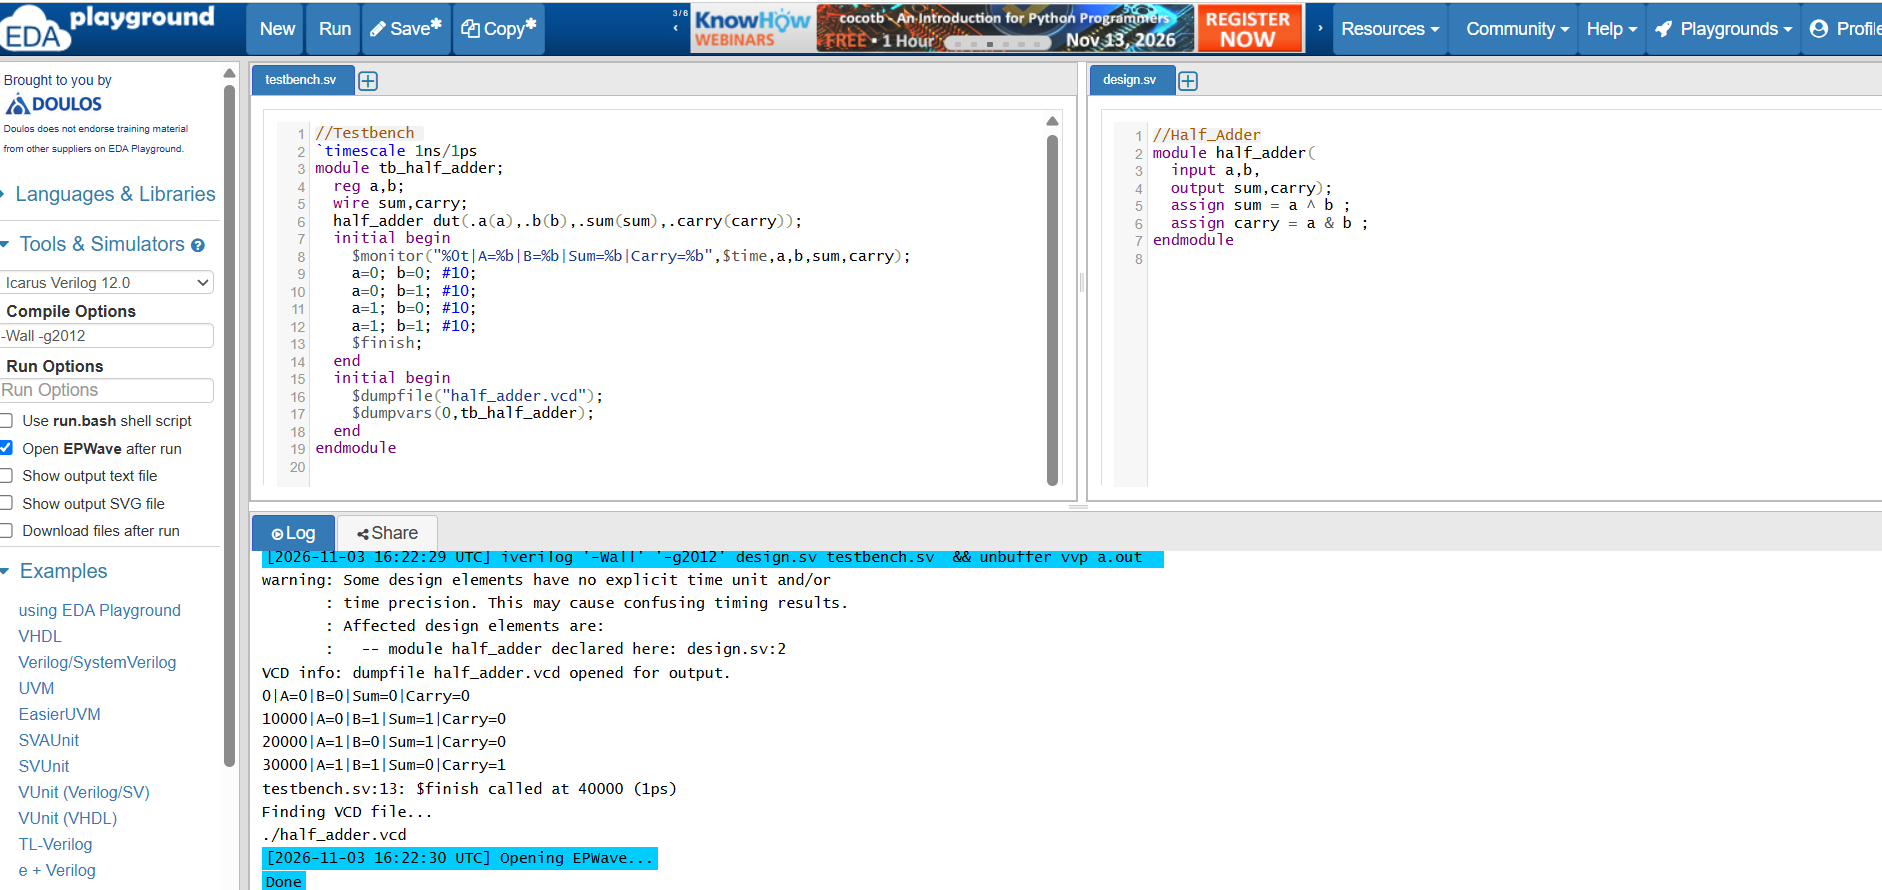 EDA playground
New
Run
Save*
Copy*
3/6
‹
KNOWHOW
WEBINARS
cocotb - An Introduction for Python Programmers
FREE • 1 Hour
Nov 13, 2026
REGISTER
NOW
›
Resources
Community
Help
Playgrounds
Profile
Brought to you by
DOULOS
Doulos does not endorse training material
from other suppliers on EDA Playground.
Languages & Libraries
Tools & Simulators ?
Icarus Verilog 12.0
Compile Options
-Wall -g2012
Run Options
Run Options
Use run.bash shell script
Open EPWave after run
Show output text file
Show output SVG file
Download files after run
Examples
using EDA Playground
VHDL
Verilog/SystemVerilog
UVM
EasierUVM
SVAUnit
SVUnit
VUnit (Verilog/SV)
VUnit (VHDL)
TL-Verilog
e + Verilog
testbench.sv
1 //Testbench
2 `timescale 1ns/1ps
3 module tb_half_adder;
4   reg a,b;
5   wire sum,carry;
6   half_adder dut(.a(a),.b(b),.sum(sum),.carry(carry));
7   initial begin
8     $monitor("%0t|A=%b|B=%b|Sum=%b|Carry=%b",$time,a,b,sum,carry);
9     a=0; b=0; #10;
10     a=0; b=1; #10;
11     a=1; b=0; #10;
12     a=1; b=1; #10;
13     $finish;
14   end
15   initial begin
16     $dumpfile("half_adder.vcd");
17     $dumpvars(0,tb_half_adder);
18   end
19 endmodule
20
design.sv
1 //Half_Adder
2 module half_adder(
3   input a,b,
4   output sum,carry);
5   assign sum = a ^ b ;
6   assign carry = a & b ;
7 endmodule
8
Log
Share
[2026-11-03 16:22:29 UTC] iverilog '-Wall' '-g2012' design.sv testbench.sv  && unbuffer vvp a.out
warning: Some design elements have no explicit time unit and/or
       : time precision. This may cause confusing timing results.
       : Affected design elements are:
       :   -- module half_adder declared here: design.sv:2
VCD info: dumpfile half_adder.vcd opened for output.
0|A=0|B=0|Sum=0|Carry=0
10000|A=0|B=1|Sum=1|Carry=0
20000|A=1|B=0|Sum=1|Carry=0
30000|A=1|B=1|Sum=0|Carry=1
testbench.sv:13: $finish called at 40000 (1ps)
Finding VCD file...
./half_adder.vcd
[2026-11-03 16:22:30 UTC] Opening EPWave...
Done